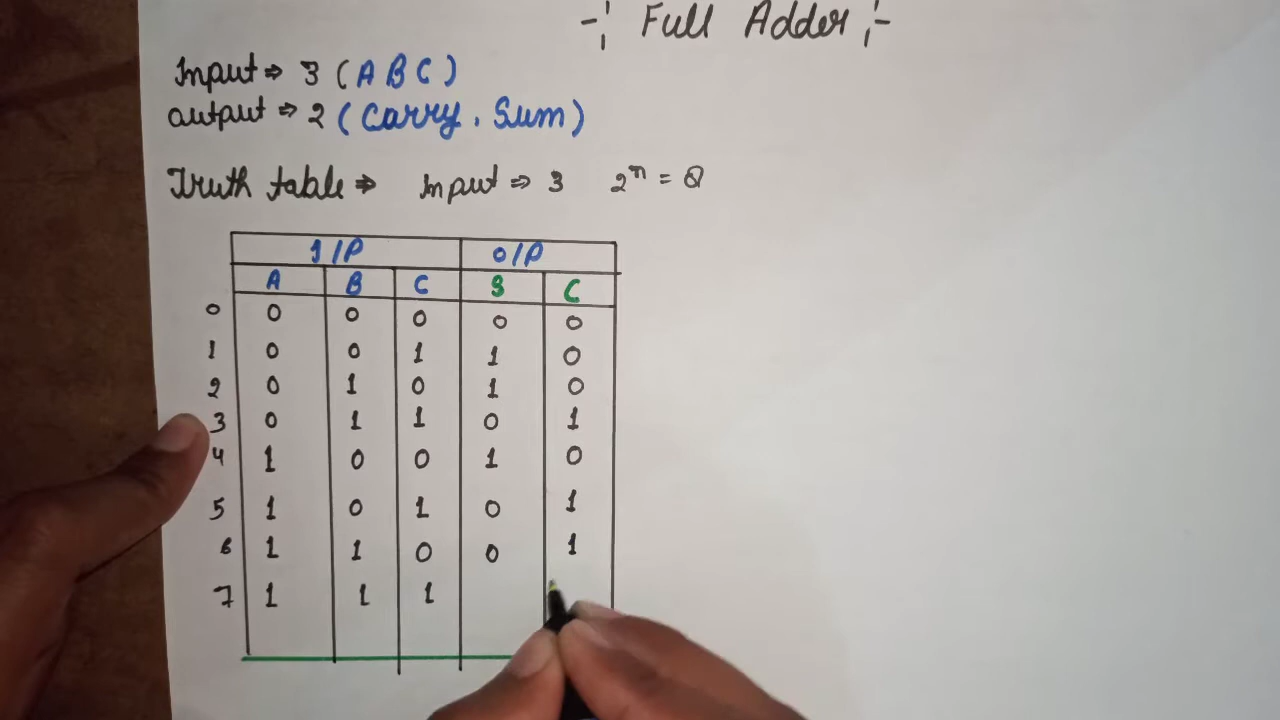 -¦ Full Adder ¦-
Input ⇒ 3 (A B C)
output ⇒ 2 (Carry, Sum)
Truth table ⇒ Input ⇒ 3 2ⁿ = 8
I/P O/P
A B C S C
0 0 0 0 0 0
1 0 0 1 1 0
2 0 1 0 1 0
3 0 1 1 0 1
4 1 0 0 1 0
5 1 0 1 0 1
6 1 1 0 0 1
7 1 1 1